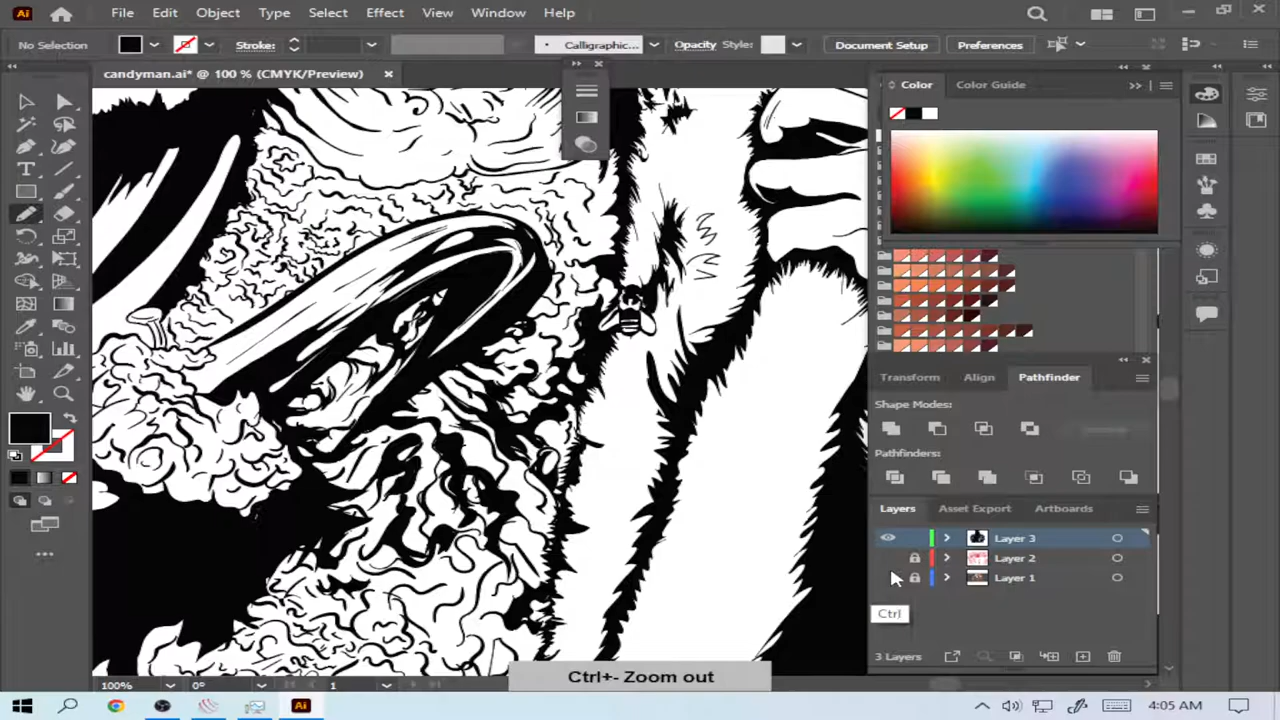 Ai File Edit Object Type Select Effect View Window Help
No Selection Stroke: Calligraphic... Opacity Style: Document Setup Preferences
candyman.ai* @ 100 % (CMYK/Preview)
Color Color Guide
Transform Align Pathfinder
Shape Modes:
Pathfinders:
Layers Asset Export Artboards
Layer 3
Layer 2
Layer 1
Ctrl
3 Layers
Ctrl+- Zoom out
100% 0° 1
Ai 4:05 AM